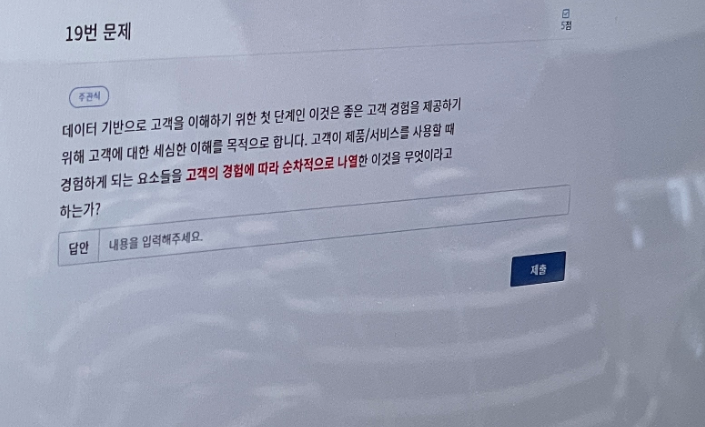 19번 문제
5점
주관식
데이터 기반으로 고객을 이해하기 위한 첫 단계인 이것은 좋은 고객 경험을 제공하기
위해 고객에 대한 세심한 이해를 목적으로 합니다. 고객이 제품/서비스를 사용할 때
경험하게 되는 요소들을 고객의 경험에 따라 순차적으로 나열한 이것을 무엇이라고
하는가?
답안 내용을 입력해주세요.
제출